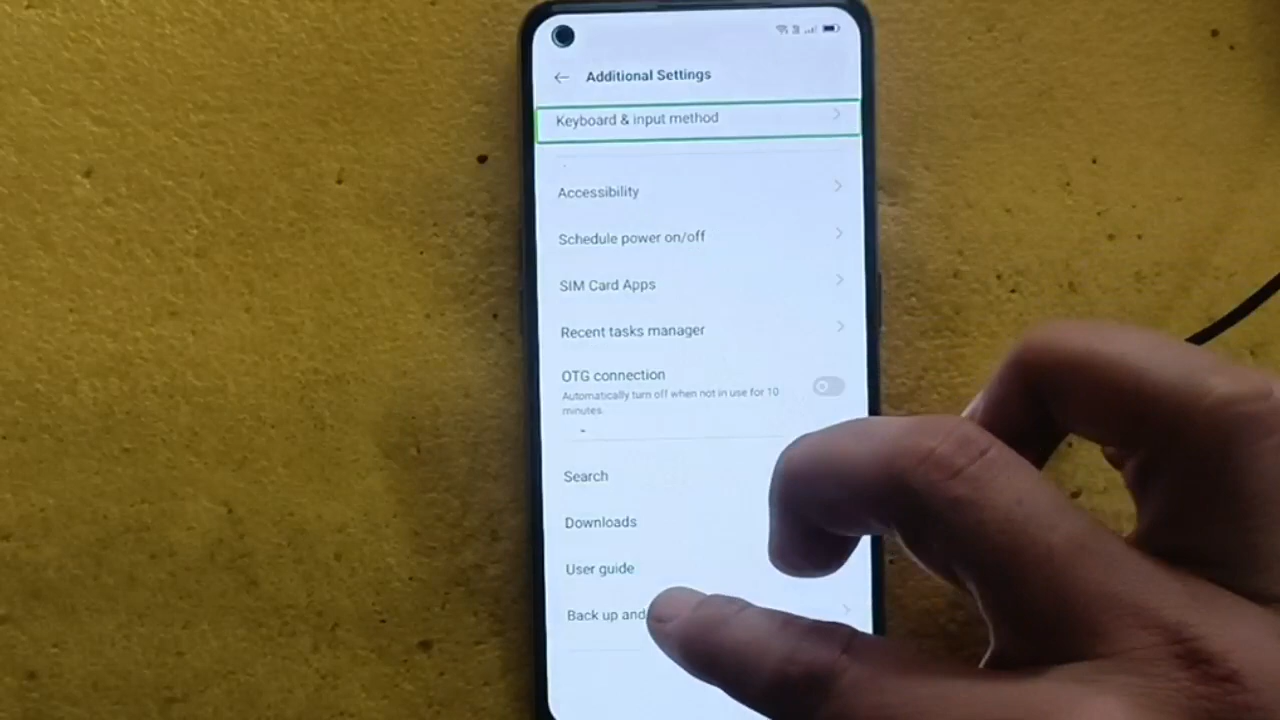 Additional Settings
Keyboard & input method
Accessibility
Schedule power on/off
SIM Card Apps
Recent tasks manager
OTG connection
Automatically turn off when not in use for 10
minutes.
Search
Downloads
User guide
Back up and